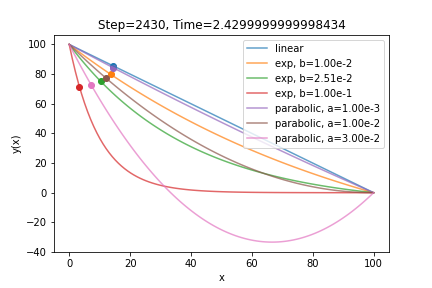 Step=2430, Time=2.4299999999998434
y(x)
100
80
60
40
20
0
−20
−40
linear
exp, b=1.00e-2
exp, b=2.51e-2
exp, b=1.00e-1
parabolic, a=1.00e-3
parabolic, a=1.00e-2
parabolic, a=3.00e-2
0 20 40 60 80 100
x